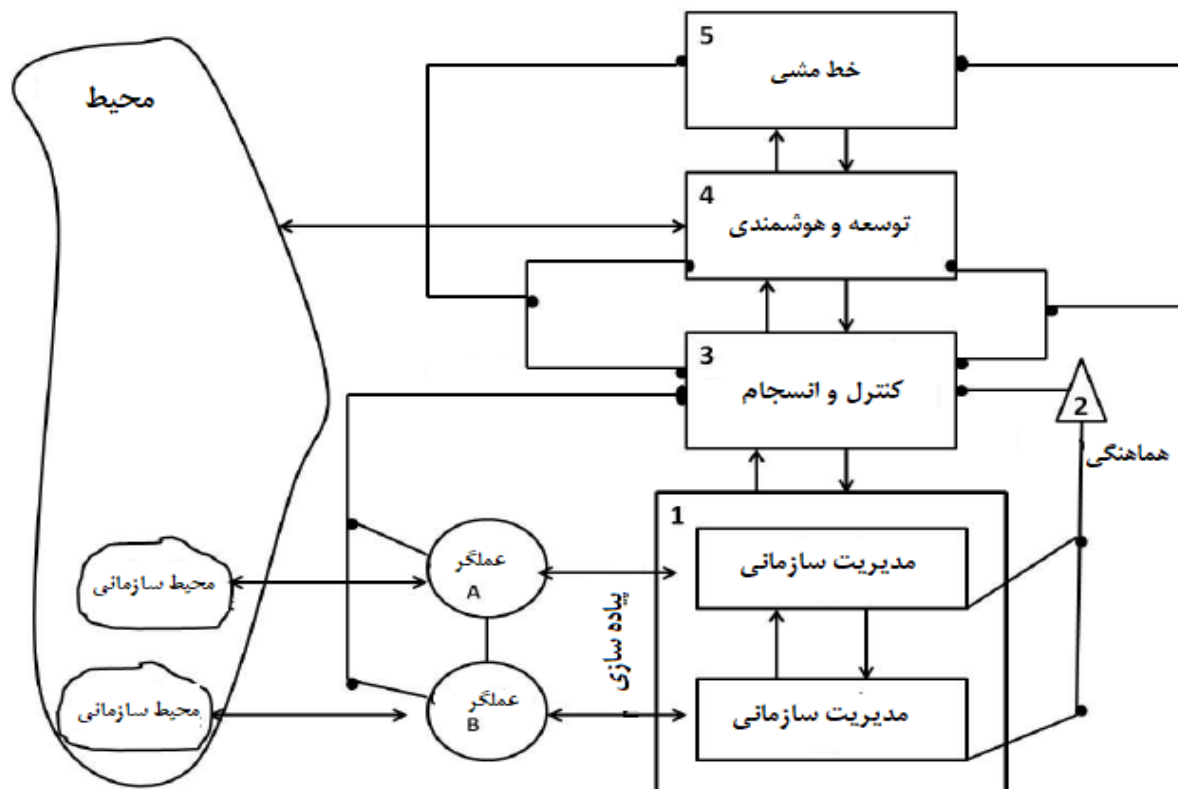 5
خط مشی
محیط
4
توسعه و هوشمندی
3
کنترل و انسجام
2
هماهنگی
1
مدیریت سازمانی
عملگر
A
محیط سازمانی
پیاده سازی
مدیریت سازمانی
عملگر
B
محیط سازمانی